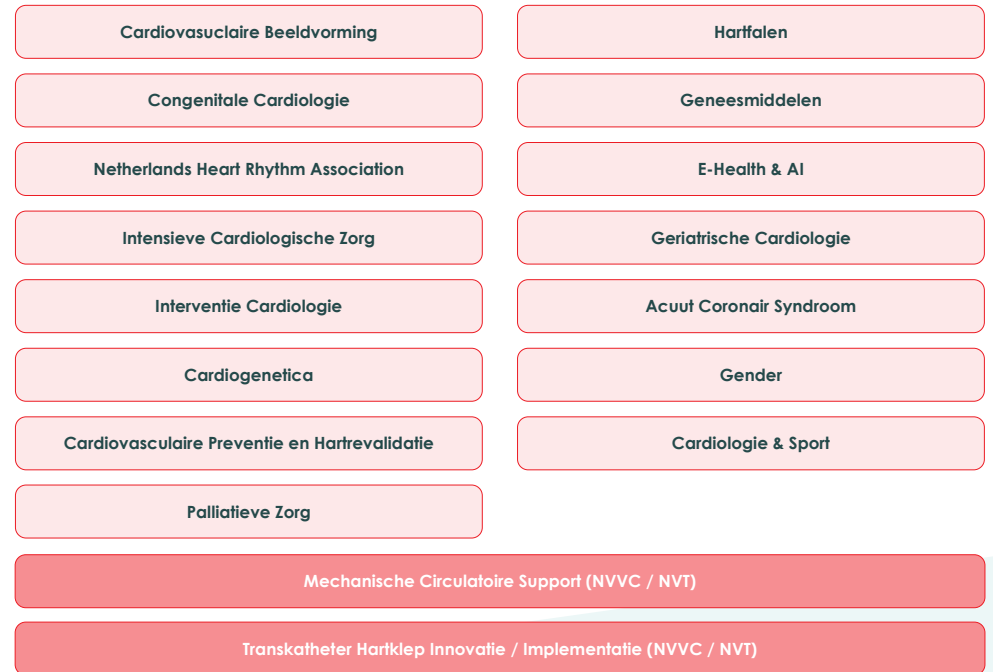 Cardiovasuclaire Beeldvorming
Hartfalen
Congenitale Cardiologie
Geneesmiddelen
Netherlands Heart Rhythm Association
E-Health & AI
Intensieve Cardiologische Zorg
Geriatrische Cardiologie
Interventie Cardiologie
Acuut Coronair Syndroom
Cardiogenetica
Gender
Cardiovasculaire Preventie en Hartrevalidatie
Cardiologie & Sport
Palliatieve Zorg
Mechanische Circulatoire Support (NVVC / NVT)
Transkatheter Hartklep Innovatie / Implementatie (NVVC / NVT)